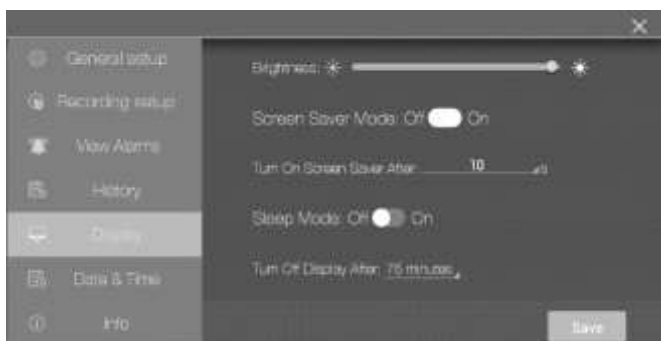 General setup
Recording setup
View Alarms
History
Display
Date & Time
Info
Brightness:
Screen Saver Mode: Off On
Turn On Screen Saver After: 10
Sleep Mode: Off On
Turn Off Display After: 75 minutes
Save